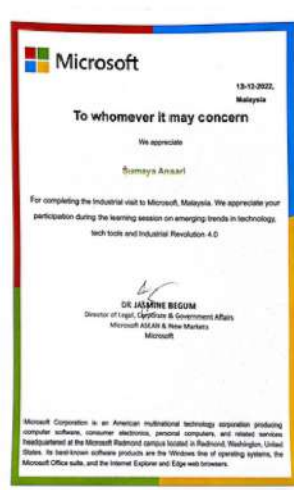 Microsoft
13-12-2022,
Malaysia
To whomever it may concern
We appreciate
Sumaya Ansari
For completing the Industrial visit to Microsoft, Malaysia. We appreciate your
participation during the learning session on emerging trends in technology,
tech tools and Industrial Revolution 4.0
DR JASMINE BEGUM
Director of Legal, Corporate & Government Affairs
Microsoft ASEAN & New Markets
Microsoft
Microsoft Corporation is an American multinational technology corporation producing
computer software, consumer electronics, personal computers, and related services
headquartered at the Microsoft Redmond campus located in Redmond, Washington, United
States. Its best-known software products are the Windows line of operating systems, the
Microsoft Office suite, and the Internet Explorer and Edge web browsers.